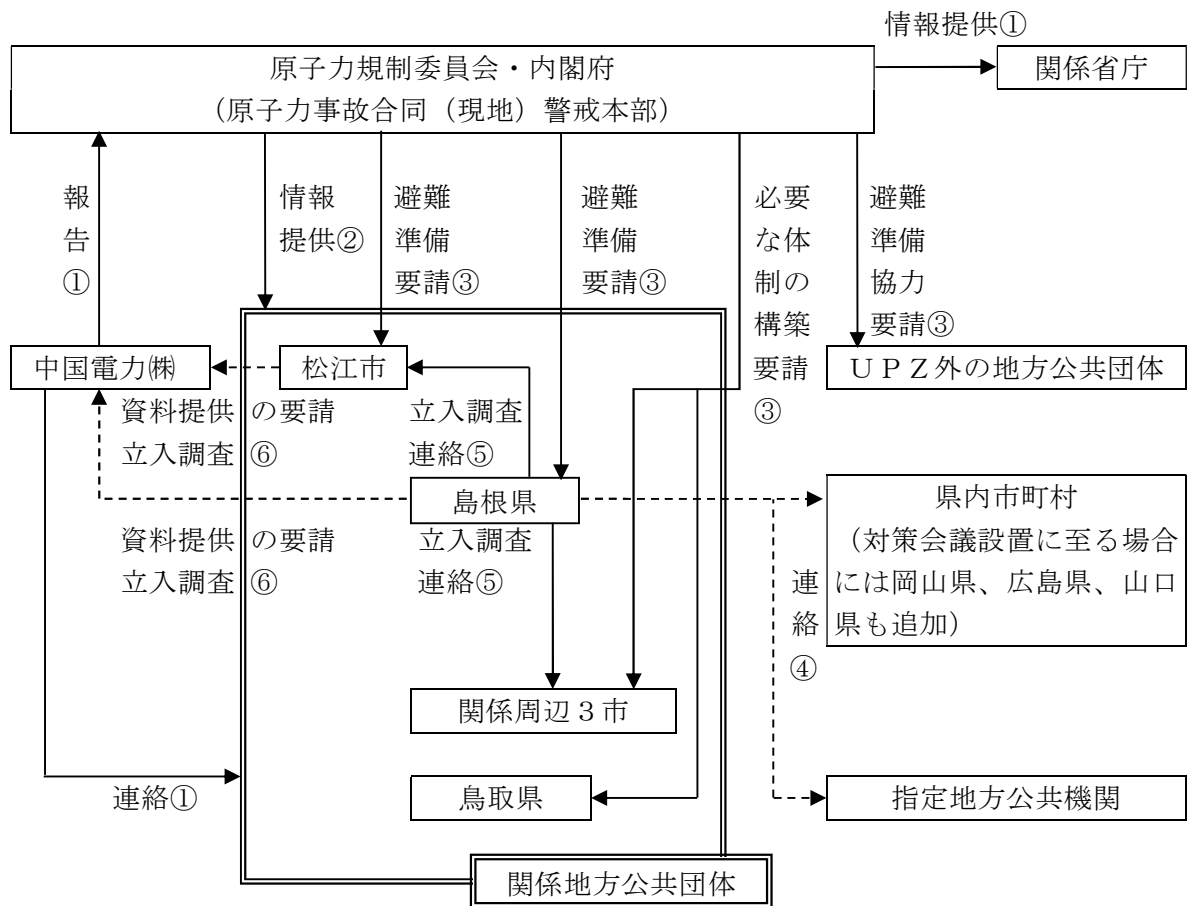 情報提供①
原子力規制委員会・内閣府
（原子力事故合同（現地）警戒本部）
関係省庁
報告①
情報
提供②
避難
準備
要請③
避難
準備
要請③
必要
な体
制の
構築
要請
③
避難
準備
協力
要請③
中国電力㈱
松江市
ＵＰＺ外の地方公共団体
資料提供の要請
立入調査⑥
立入調査
連絡⑤
島根県
県内市町村
（対策会議設置に至る場合
には岡山県、広島県、山口
県も追加）
資料提供の要請
立入調査⑥
立入調査
連絡⑤
連絡④
関係周辺３市
連絡①
鳥取県
指定地方公共機関
関係地方公共団体